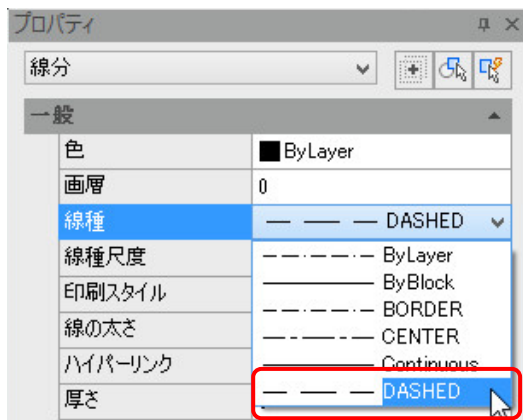 プロパティ
線分
一般
色 ByLayer
画層 0
線種 DASHED
線種尺度 ByLayer
印刷スタイル ByBlock
線の太さ BORDER
CENTER
ハイパーリンク Continuous
厚さ DASHED